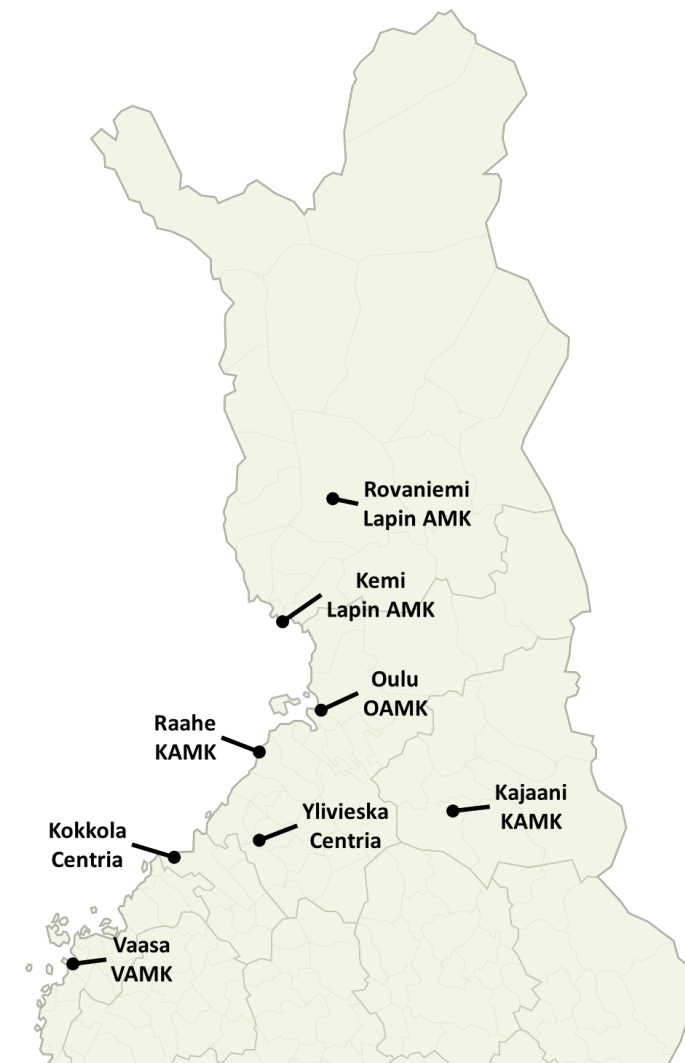 Rovaniemi
Lapin AMK
Kemi
Lapin AMK
Oulu
OAMK
Raahe
KAMK
Kajaani
KAMK
Ylivieska
Centria
Kokkola
Centria
Vaasa
VAMK